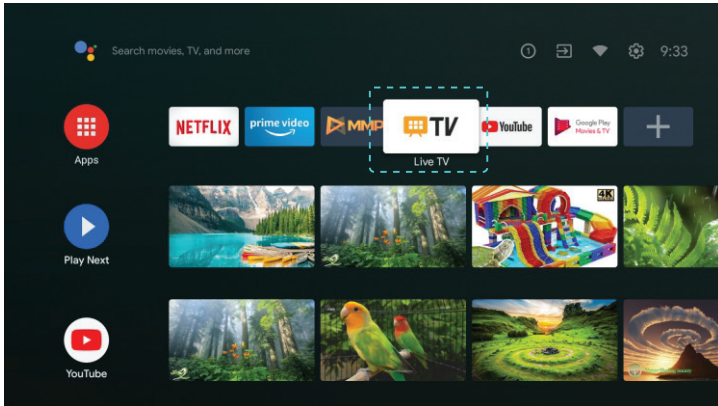 Search movies, TV, and more
1
9:33
Apps
NETFLIX
prime video
MMP
TV
YouTube
Google Play
Movies & TV
Live TV
Play Next
4K
YouTube